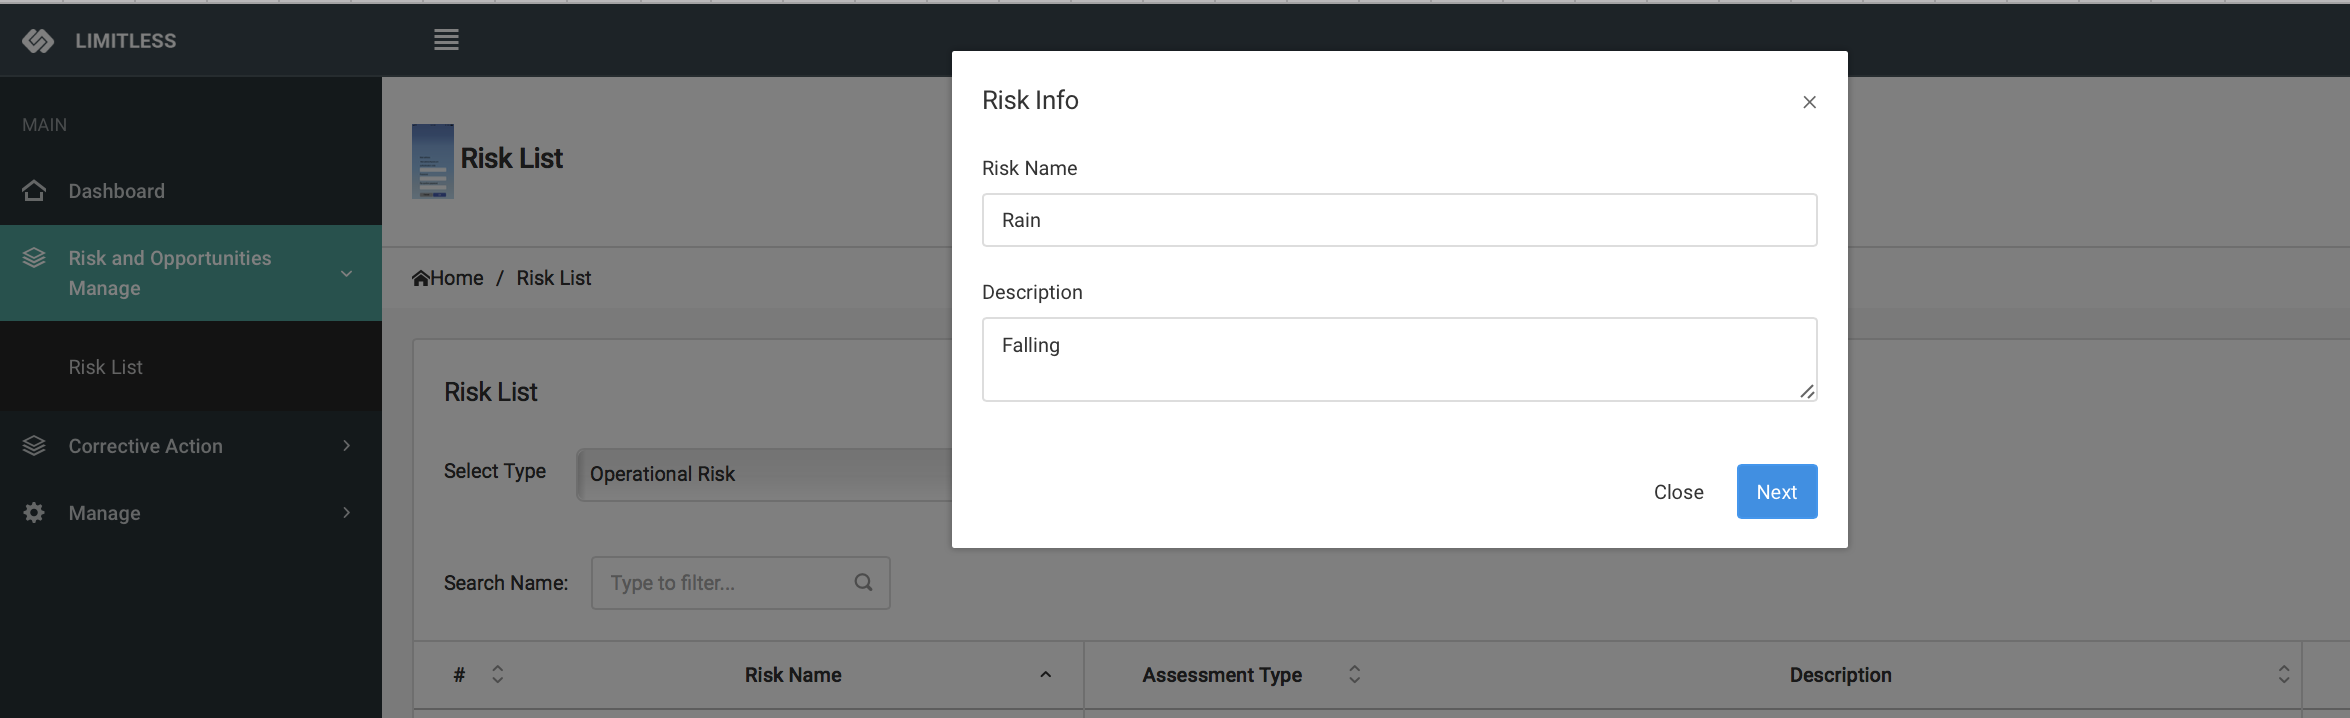 LIMITLESS
MAIN
Dashboard
Risk and Opportunities
Manage
Risk List
Corrective Action
Manage
Risk List
Home / Risk List
Risk List
Select Type
Operational Risk
Search Name:
Type to filter...
# Risk Name Assessment Type Description
Risk Info
×
Risk Name
Rain
Description
Falling
Close
Next